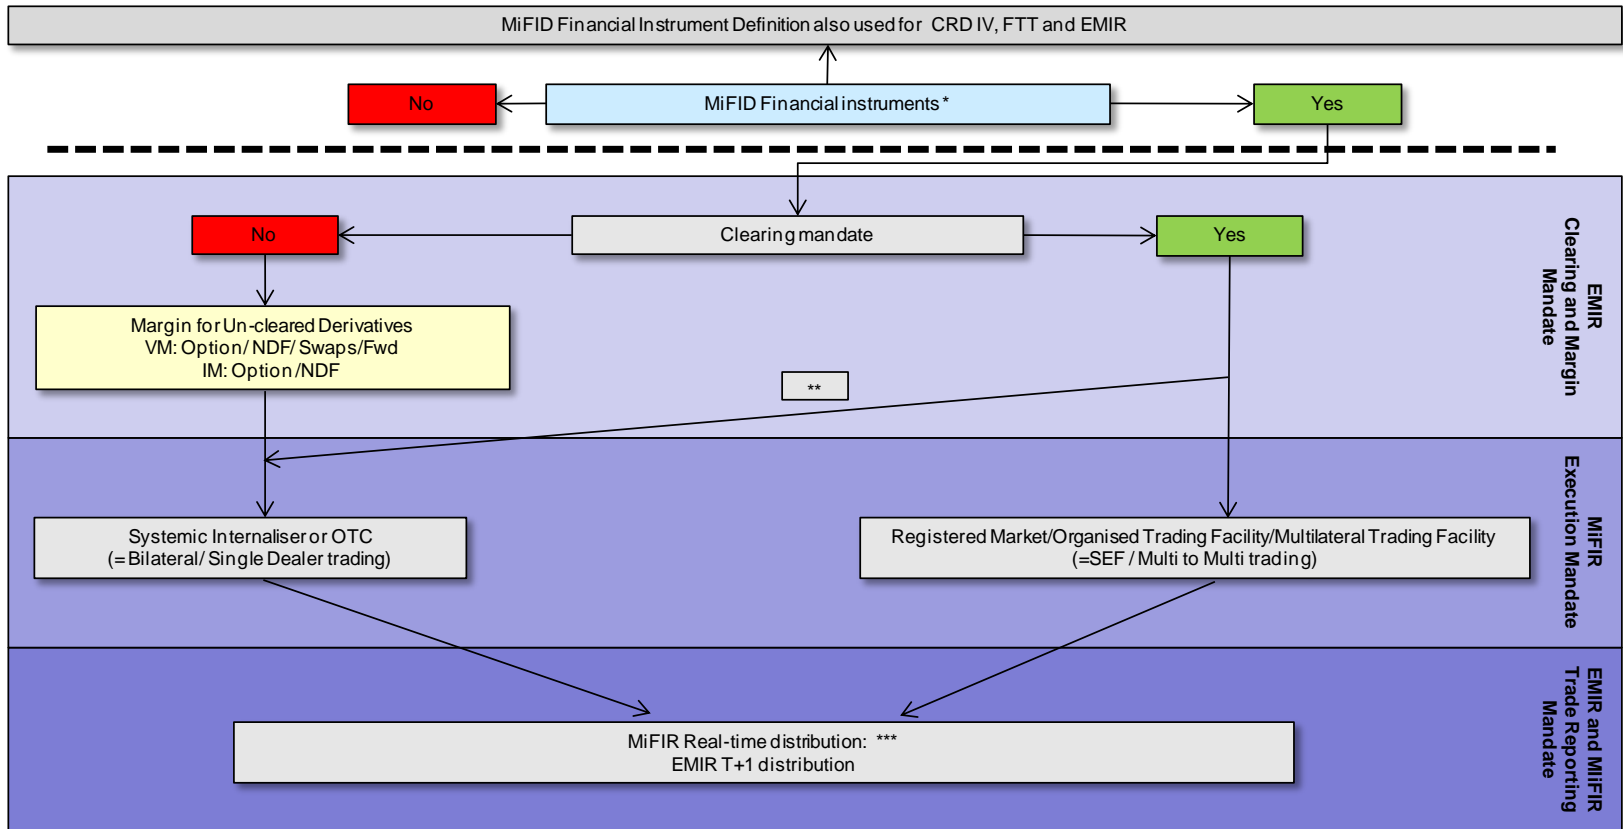 MiFID Financial Instrument Definition also used for CRD IV, FTT and EMIR
No
MiFID Financial instruments *
Yes
No
Clearing mandate
Yes
EMIR
Clearing and Margin
Mandate
Margin for Un-cleared Derivatives
VM: Option/ NDF/ Swaps/Fwd
IM: Option /NDF
**
MiFIR
Execution Mandate
Systemic Internaliser or OTC
(= Bilateral/ Single Dealer trading)
Registered Market/Organised Trading Facility/Multilateral Trading Facility
(=SEF / Multi to Multi trading)
EMIR and MIiFIR
Trade Reporting
Mandate
MiFIR Real-time distribution: ***
EMIR T+1 distribution